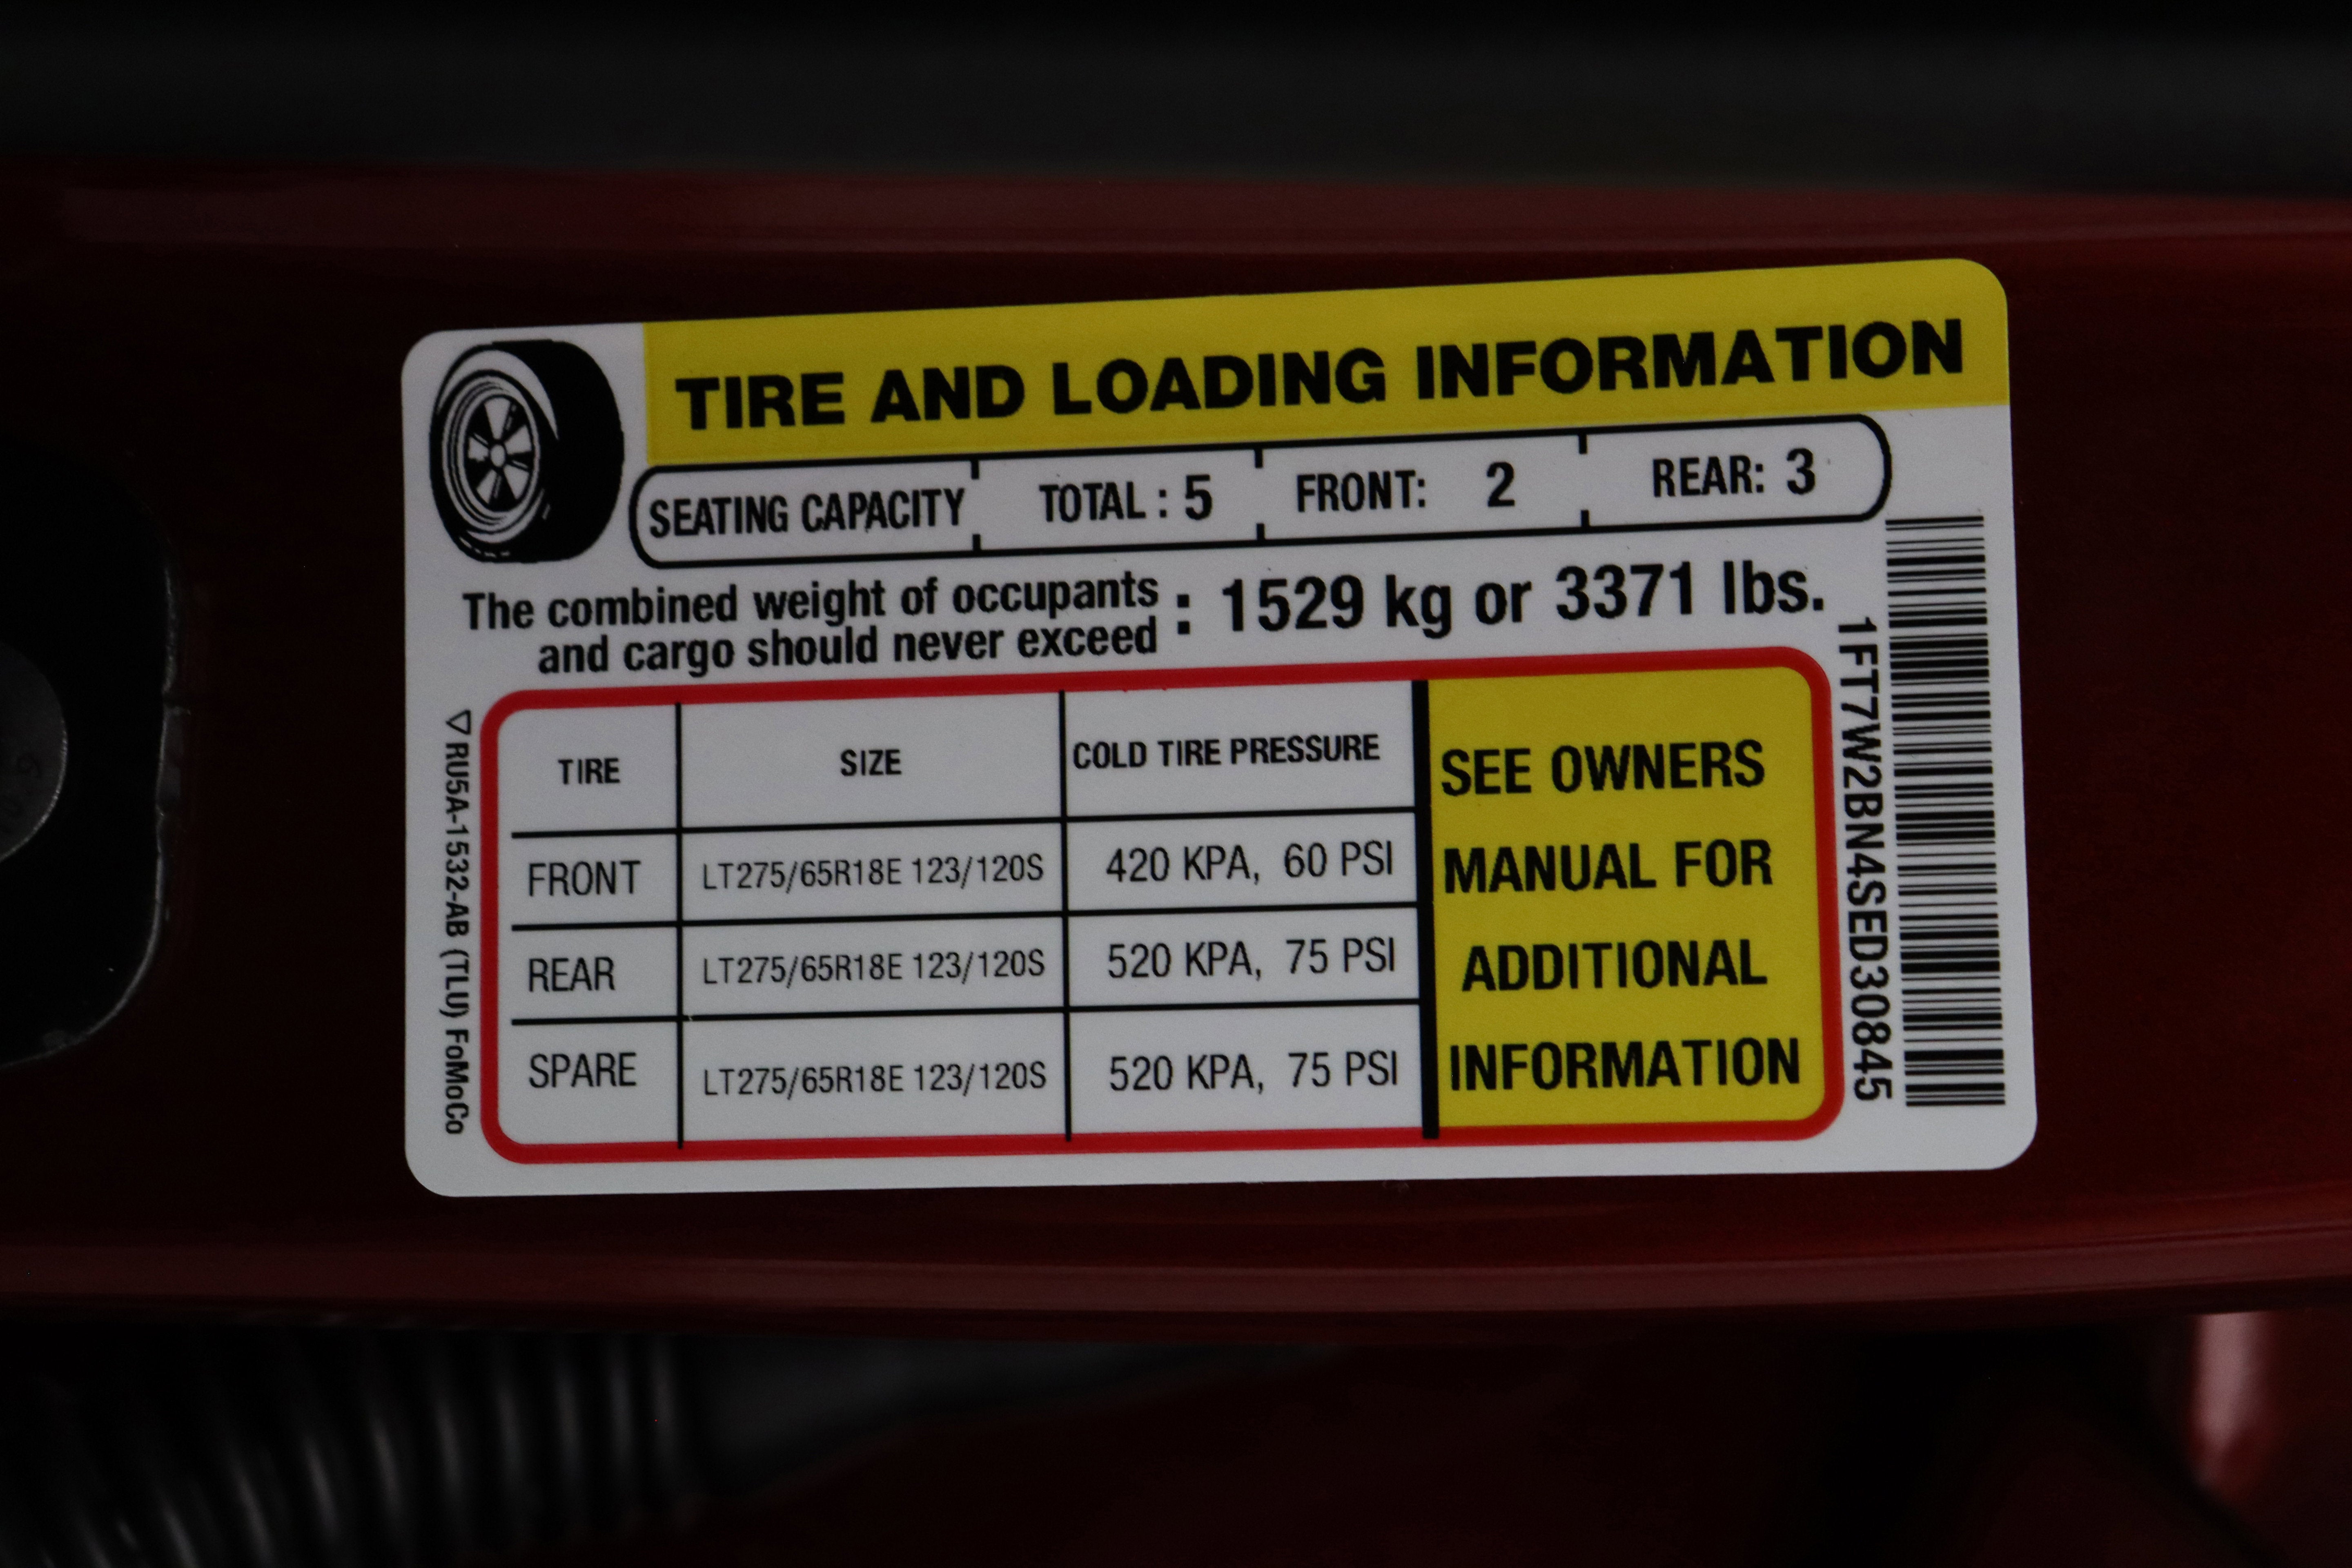 TIRE AND LOADING INFORMATION
SEATING CAPACITY TOTAL : 5 FRONT: 2 REAR: 3
The combined weight of occupants
and cargo should never exceed : 1529 kg or 3371 lbs.
TIRE SIZE COLD TIRE PRESSURE
FRONT LT275/65R18E 123/120S 420 KPA, 60 PSI
REAR LT275/65R18E 123/120S 520 KPA, 75 PSI
SPARE LT275/65R18E 123/120S 520 KPA, 75 PSI
SEE OWNERS
MANUAL FOR
ADDITIONAL
INFORMATION
RU5A-1532-AB (TLU) FoMoCo
1FT7W2BN4SED30845